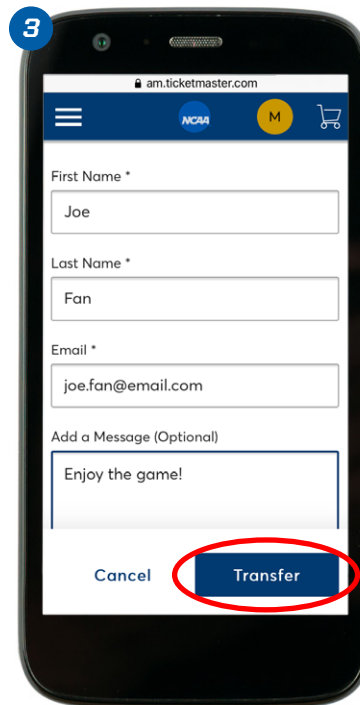 3
am.ticketmaster.com
NCAA
M
First Name *
Joe
Last Name *
Fan
Email *
joe.fan@email.com
Add a Message (Optional)
Enjoy the game!
Cancel Transfer